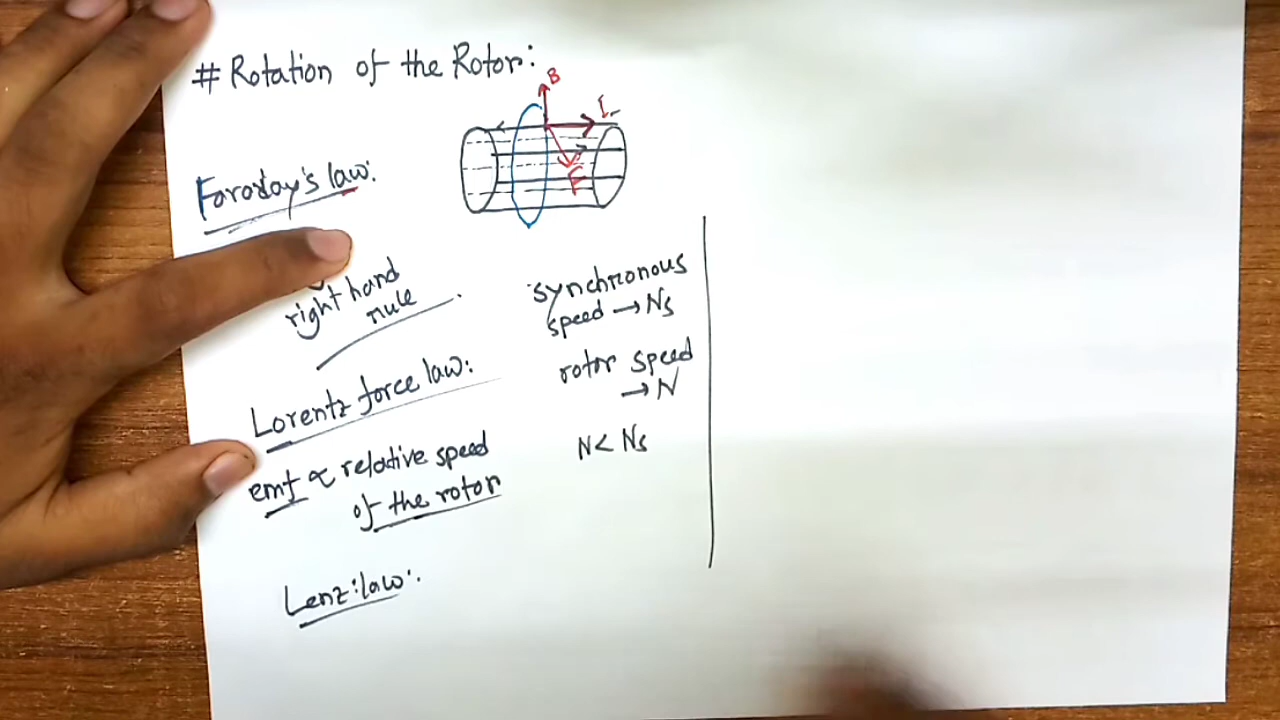 # Rotation of the Rotor:
B
I
F
Faraday's law:
right hand
rule
Lorentz force law:
emf ∝ relative speed
of the rotor
Lenz:law:
synchronous
speed → Ns
rotor speed
→ N
N < Ns